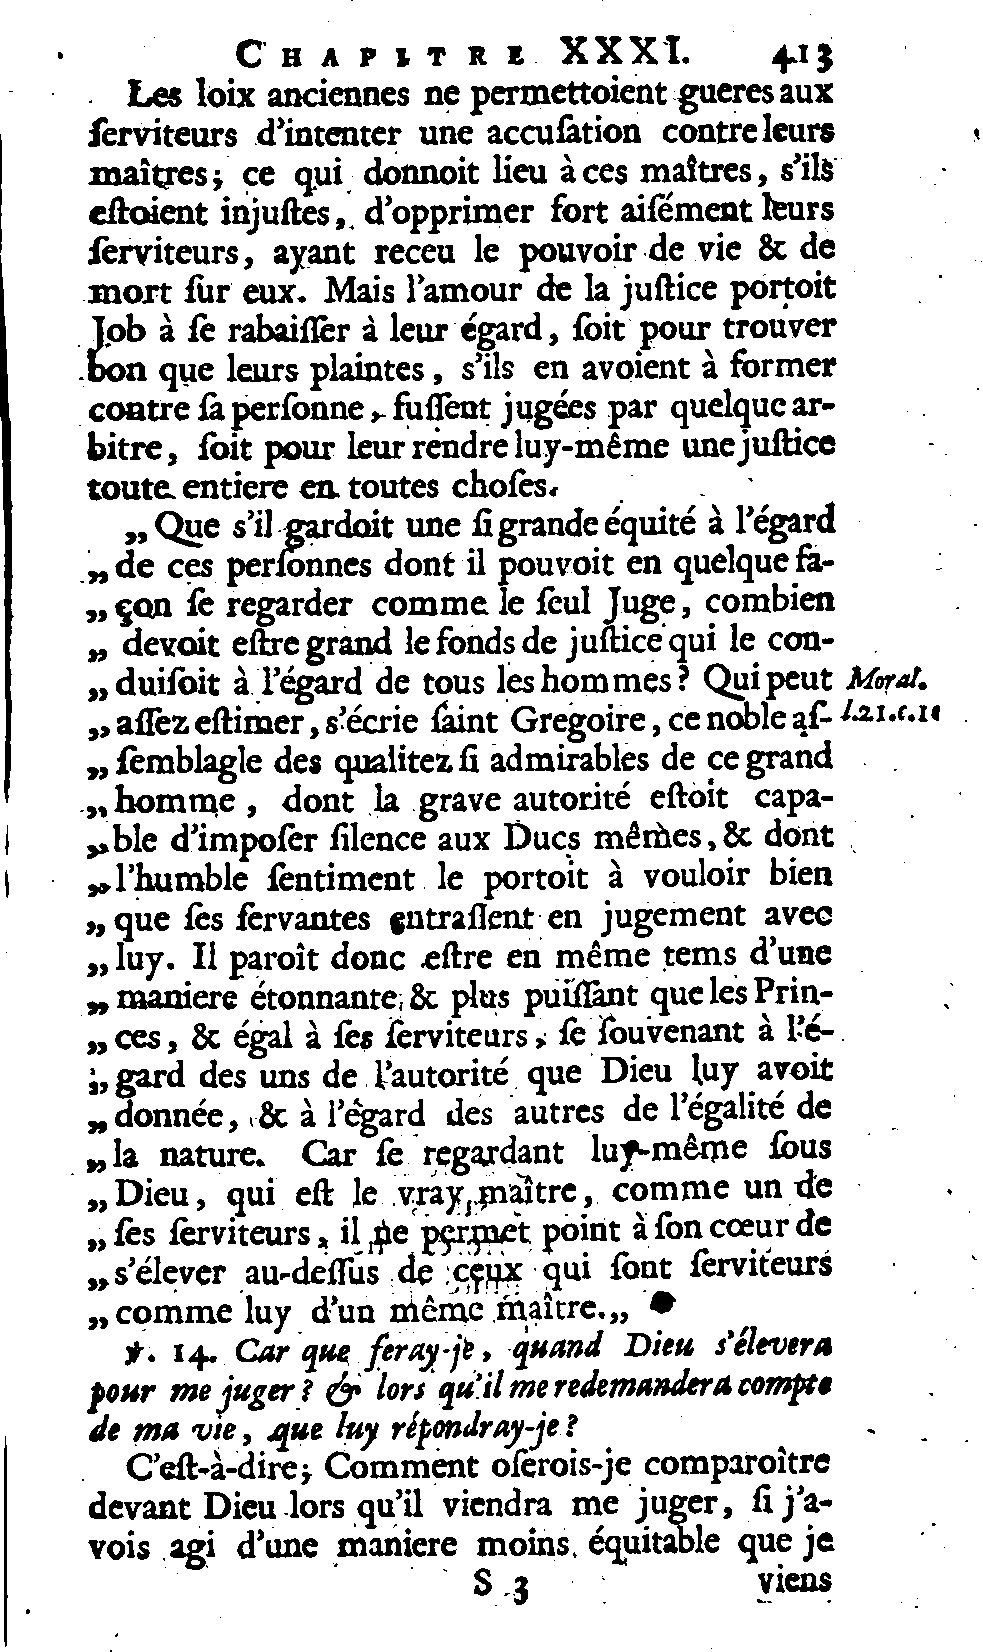 CHAPITRE XXXI. 413
Les loix anciennes ne permettoient gueres aux
ſerviteurs d'intenter une accuſation contre leurs
maîtres; ce qui donnoit lieu à ces maîtres, s'ils
eſtoient injuſtes, d'opprimer fort aiſément leurs
ſerviteurs, ayant receu le pouvoir de vie & de
mort ſur eux. Mais l'amour de la juſtice portoit
Job à ſe rabaiſſer à leur égard, ſoit pour trouver
bon que leurs plaintes, s'ils en avoient à former
contre ſa perſonne, fuſſent jugées par quelque ar-
bitre, ſoit pour leur rendre luy-même une juſtice
toute entiere en toutes choſes.
„Que s'il gardoit une ſi grande équité à l'égard
„de ces perſonnes dont il pouvoit en quelque fa-
„çon ſe regarder comme le ſeul Juge, combien
„devoit eſtre grand le fonds de juſtice qui le con-
„duiſoit à l'égard de tous les hommes? Qui peut
Moral.
„aſſez eſtimer, s'écrie ſaint Gregoire, ce noble aſ-
l.21.c.11
„ſemblagle des qualitez ſi admirables de ce grand
„homme, dont la grave autorité eſtoit capa-
„ble d'impoſer ſilence aux Ducs mêmes, & dont
„l'humble ſentiment le portoit à vouloir bien
„que ſes ſervantes entraſſent en jugement avec
„luy. Il paroît donc eſtre en même tems d'une
„maniere étonnante, & plus puiſſant que les Prin-
„ces, & égal à ſes ſerviteurs, ſe ſouvenant à l'é-
„gard des uns de l'autorité que Dieu luy avoit
„donnée, & à l'égard des autres de l'égalité de
„la nature. Car ſe regardant luy-même ſous
„Dieu, qui eſt le vray maître, comme un de
„ſes ſerviteurs, il ne permet point à ſon cœur de
„s'élever au-deſſus de ceux qui ſont ſerviteurs
„comme luy d'un même maître.„
℣. 14. Car que feray-je, quand Dieu s'élevera
pour me juger? & lors qu'il me redemandera compte
de ma vie, que luy répondray-je?
C'eſt-à-dire; Comment oſerois-je comparoître
devant Dieu lors qu'il viendra me juger, ſi j'a-
vois agi d'une maniere moins équitable que je
S 3 viens